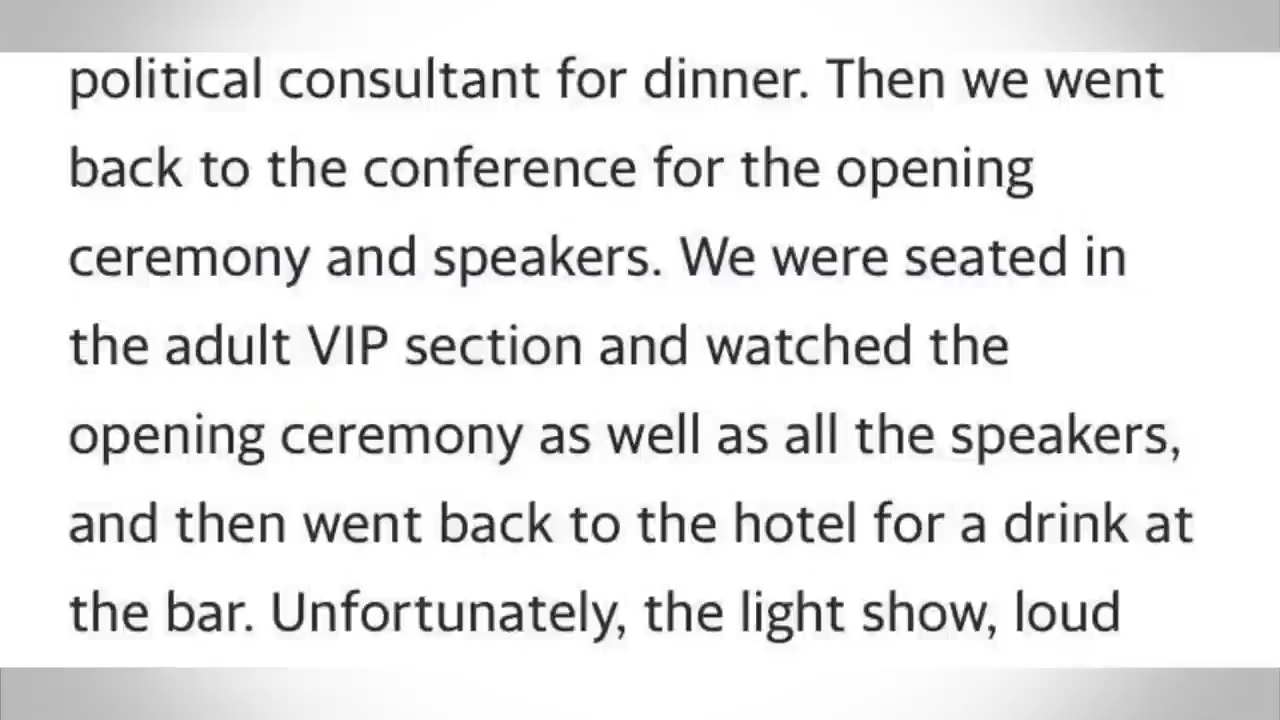 political consultant for dinner. Then we went
back to the conference for the opening
ceremony and speakers. We were seated in
the adult VIP section and watched the
opening ceremony as well as all the speakers,
and then went back to the hotel for a drink at
the bar. Unfortunately, the light show, loud